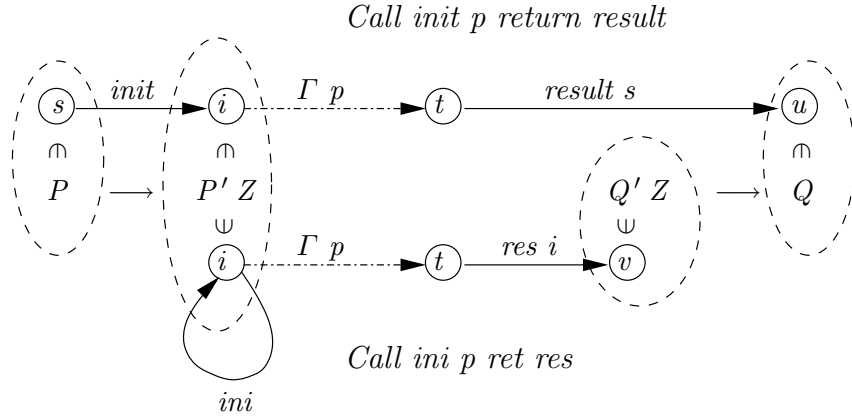 Call init p return result
init Γ p result s
s i t u
⋒ ⋒ ⋒
P → P′ Z Q′ Z → Q
⋓ ⋓
Γ p res i
i t v
Call ini p ret res
ini